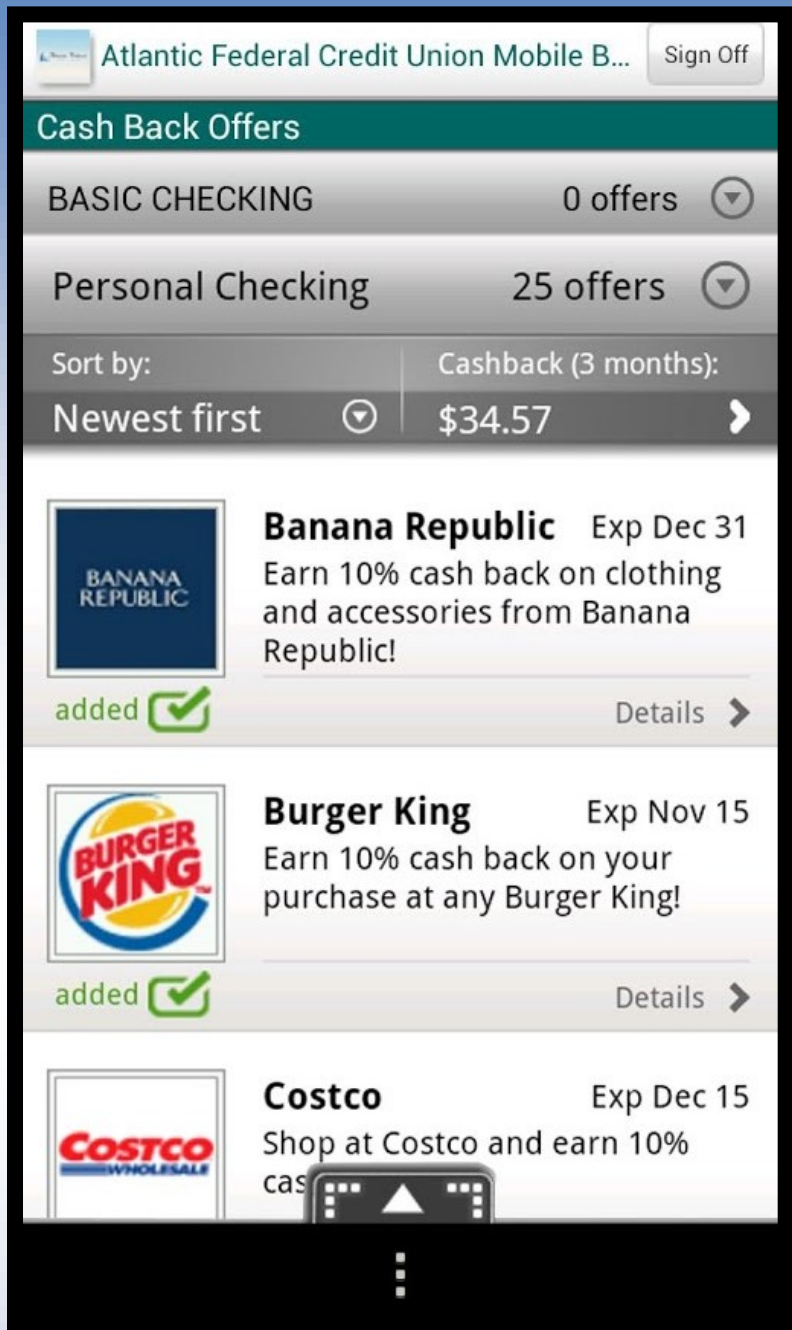 Atlantic Federal Credit Union Mobile B...
Sign Off
Cash Back Offers
BASIC CHECKING 0 offers
Personal Checking 25 offers
Sort by: Cashback (3 months):
Newest first $34.57
BANANA
REPUBLIC
Banana Republic Exp Dec 31
Earn 10% cash back on clothing
and accessories from Banana
Republic!
added
Details
BURGER
KING
TM
Burger King Exp Nov 15
Earn 10% cash back on your
purchase at any Burger King!
added
Details
COSTCO
WHOLESALE
Costco Exp Dec 15
Shop at Costco and earn 10%
cas